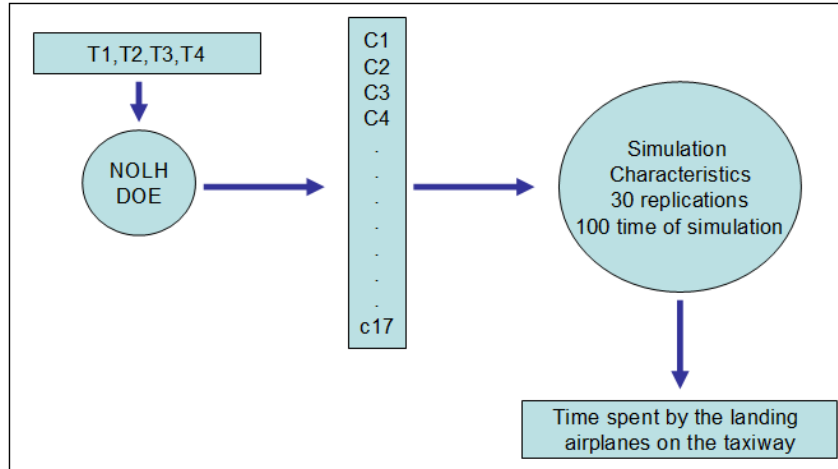 T1,T2,T3,T4
NOLH
DOE
C1
C2
C3
C4
.
.
.
.
.
.
.
c17
Simulation
Characteristics
30 replications
100 time of simulation
Time spent by the landing
airplanes on the taxiway